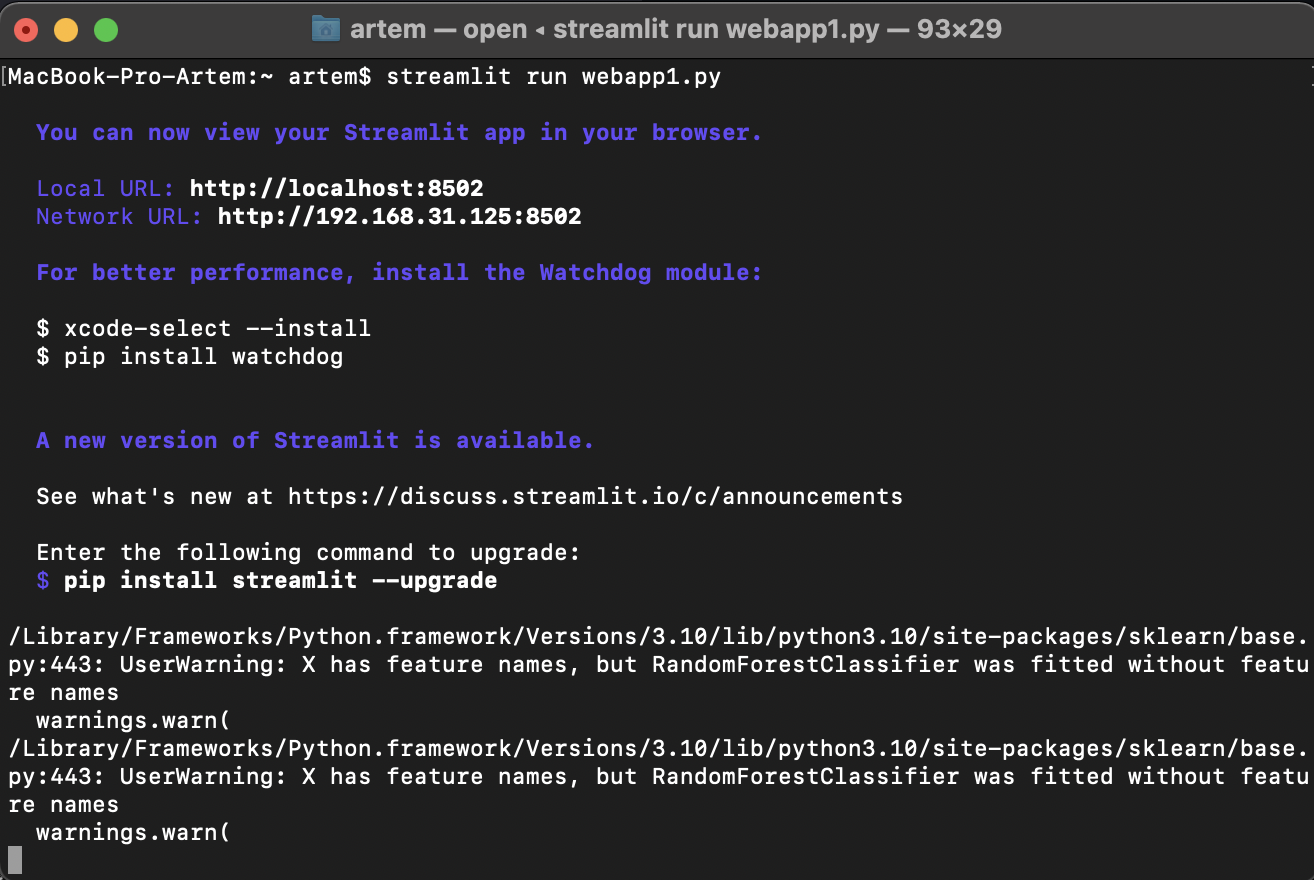 artem — open ◂ streamlit run webapp1.py — 93×29
[MacBook-Pro-Artem:~ artem$ streamlit run webapp1.py
You can now view your Streamlit app in your browser.
Local URL: http://localhost:8502
Network URL: http://192.168.31.125:8502
For better performance, install the Watchdog module:
$ xcode-select --install
$ pip install watchdog
A new version of Streamlit is available.
See what's new at https://discuss.streamlit.io/c/announcements
Enter the following command to upgrade:
$ pip install streamlit --upgrade
/Library/Frameworks/Python.framework/Versions/3.10/lib/python3.10/site-packages/sklearn/base.
py:443: UserWarning: X has feature names, but RandomForestClassifier was fitted without featu
re names
warnings.warn(
/Library/Frameworks/Python.framework/Versions/3.10/lib/python3.10/site-packages/sklearn/base.
py:443: UserWarning: X has feature names, but RandomForestClassifier was fitted without featu
re names
warnings.warn(